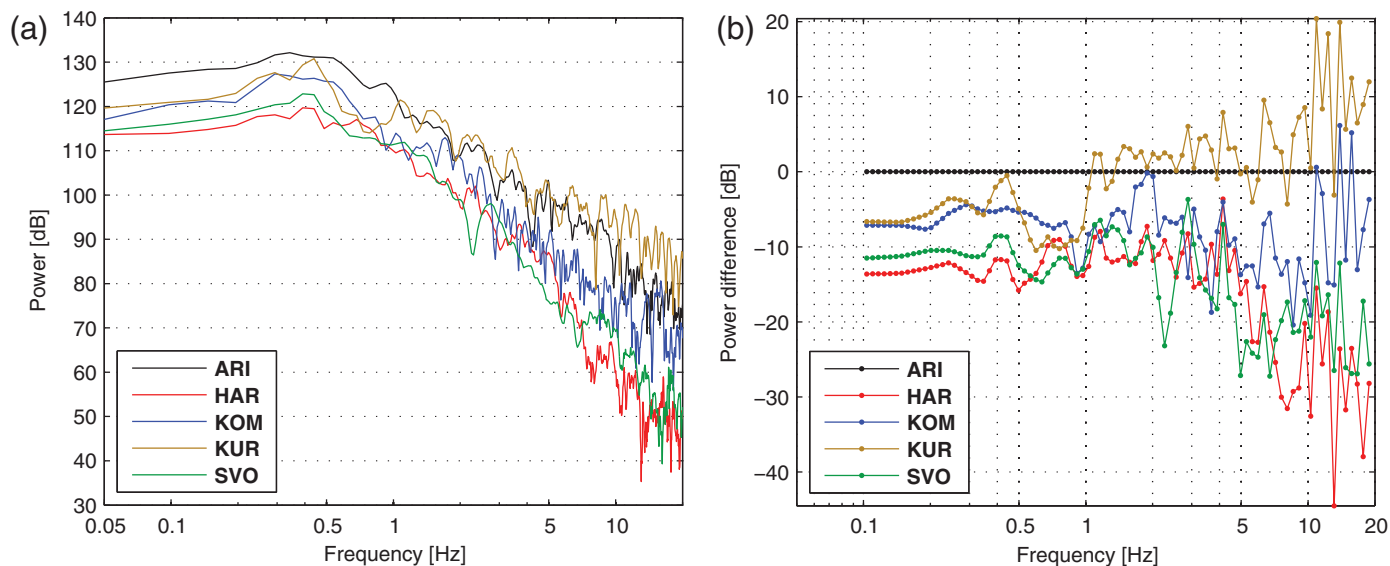 (a)
140
130
120
110
100
90
80
70
60
50
40
30
Power [dB]
ARI
HAR
KOM
KUR
SVO
0.05 0.1 0.5 1 5 10
Frequency [Hz]
(b)
20
10
0
−10
−20
−30
−40
Power difference [dB]
ARI
HAR
KOM
KUR
SVO
0.1 0.5 1 5 10 20
Frequency [Hz]